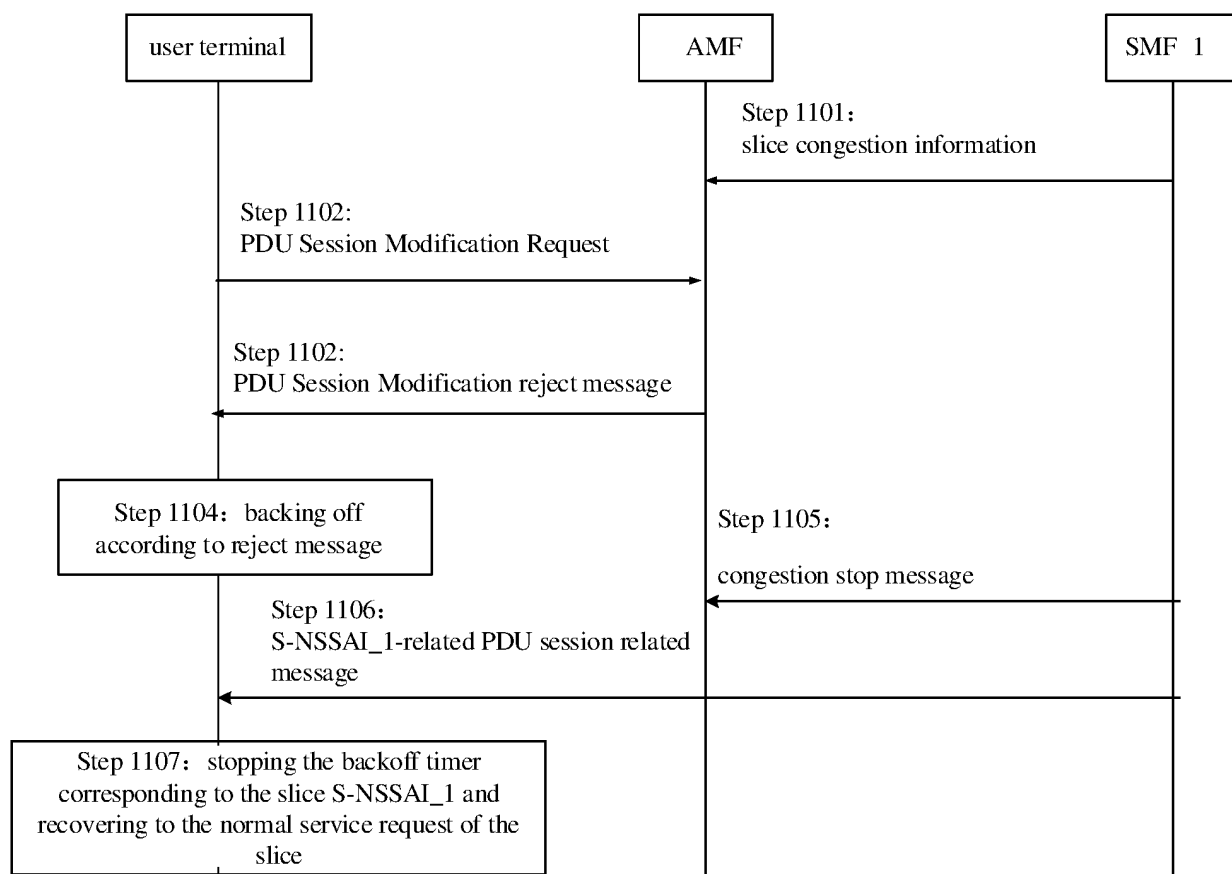 user terminal
AMF
SMF 1
Step 1101：
slice congestion information
Step 1102:
PDU Session Modification Request
Step 1102:
PDU Session Modification reject message
Step 1104：backing off
according to reject message
Step 1105：
congestion stop message
Step 1106：
S-NSSAI_1-related PDU session related
message
Step 1107：stopping the backoff timer
corresponding to the slice S-NSSAI_1 and
recovering to the normal service request of the
slice